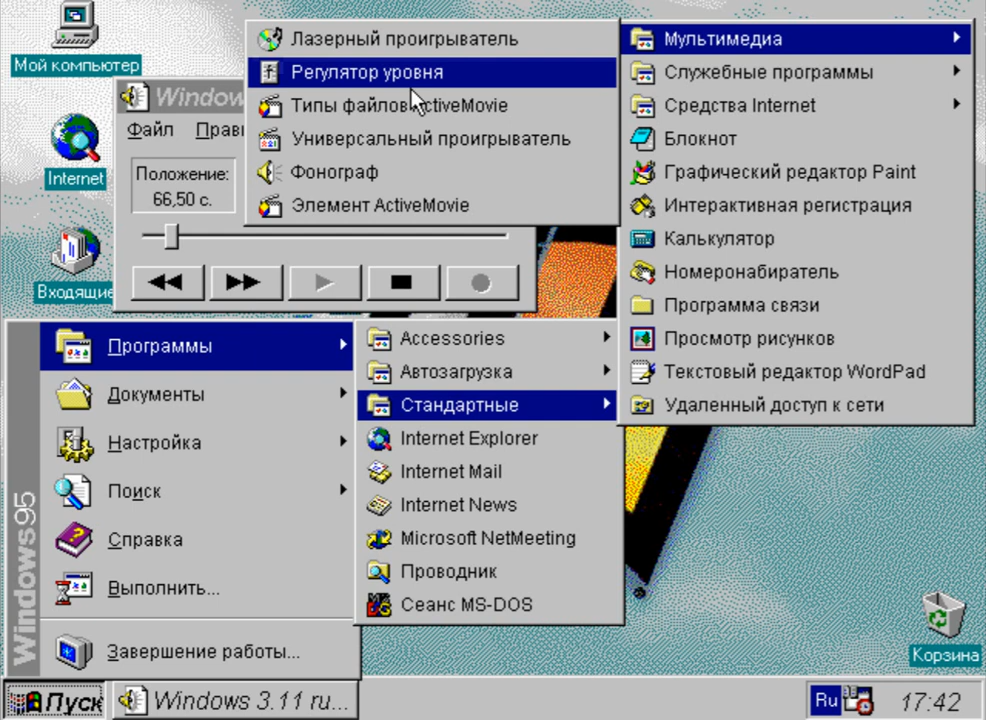 Мой компьютер
Internet
Входящие
Window
Файл
Прав
Положение:
66,50 с.
Лазерный проигрыватель
Регулятор уровня
Типы файлов ActiveMovie
Универсальный проигрыватель
Фонограф
Элемент ActiveMovie
Мультимедиа
Служебные программы
Средства Internet
Блокнот
Графический редактор Paint
Интерактивная регистрация
Калькулятор
Номеронабиратель
Программа связи
Просмотр рисунков
Текстовый редактор WordPad
Удаленный доступ к сети
Windows95
Программы
Документы
Настройка
Поиск
Справка
Выполнить...
Завершение работы...
Accessories
Автозагрузка
Стандартные
Internet Explorer
Internet Mail
Internet News
Microsoft NetMeeting
Проводник
Сеанс MS-DOS
Корзина
Пуск
Windows 3.11 ru...
Ru
17:42